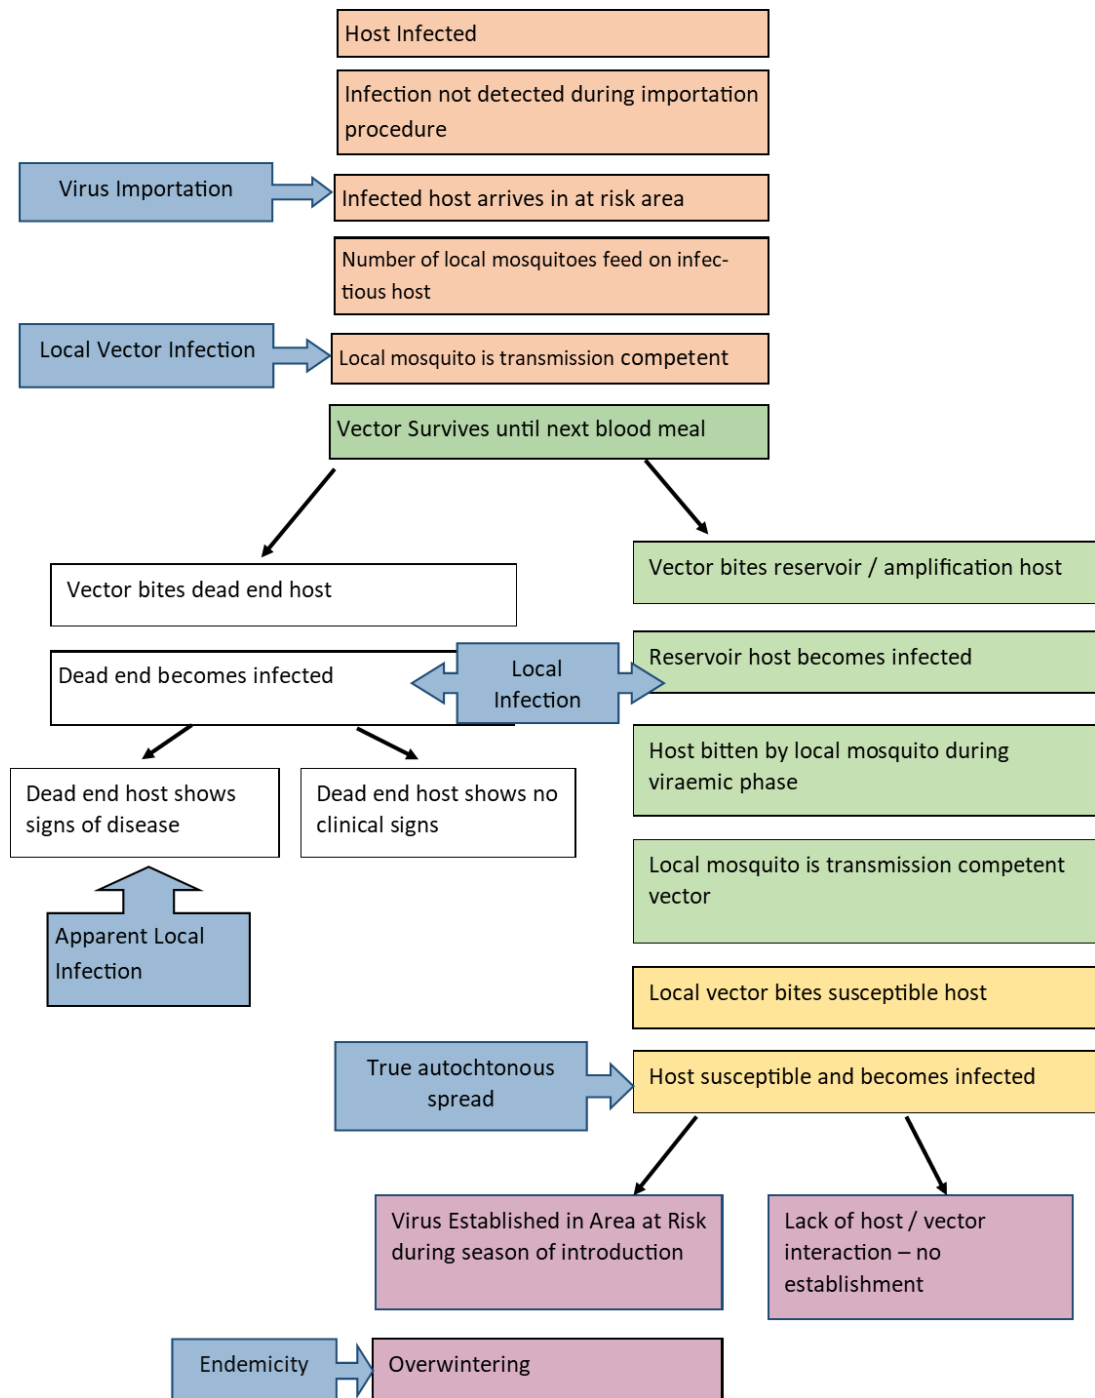 Host Infected
Infection not detected during importation
procedure
Virus Importation
Infected host arrives in at risk area
Number of local mosquitoes feed on infec-
tious host
Local Vector Infection
Local mosquito is transmission competent
Vector Survives until next blood meal
Vector bites dead end host
Vector bites reservoir / amplification host
Dead end becomes infected
Local
Infection
Reservoir host becomes infected
Host bitten by local mosquito during
viraemic phase
Dead end host shows
signs of disease
Dead end host shows no
clinical signs
Local mosquito is transmission competent
vector
Apparent Local
Infection
Local vector bites susceptible host
True autochtonous
spread
Host susceptible and becomes infected
Virus Established in Area at Risk
during season of introduction
Lack of host / vector
interaction – no
establishment
Endemicity
Overwintering